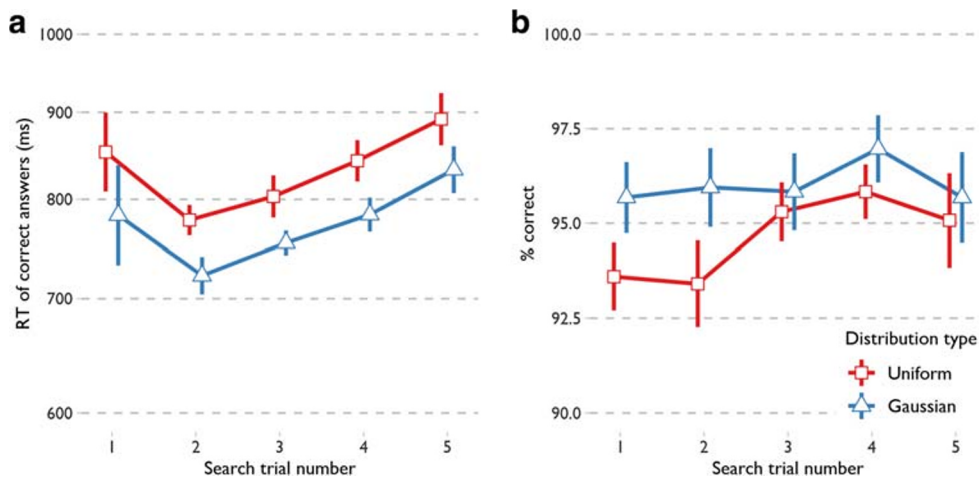 a
1000
900
800
700
600
RT of correct answers (ms)
1 2 3 4 5
Search trial number
b
100.0
97.5
95.0
92.5
90.0
% correct
1 2 3 4 5
Search trial number
Distribution type
Uniform
Gaussian